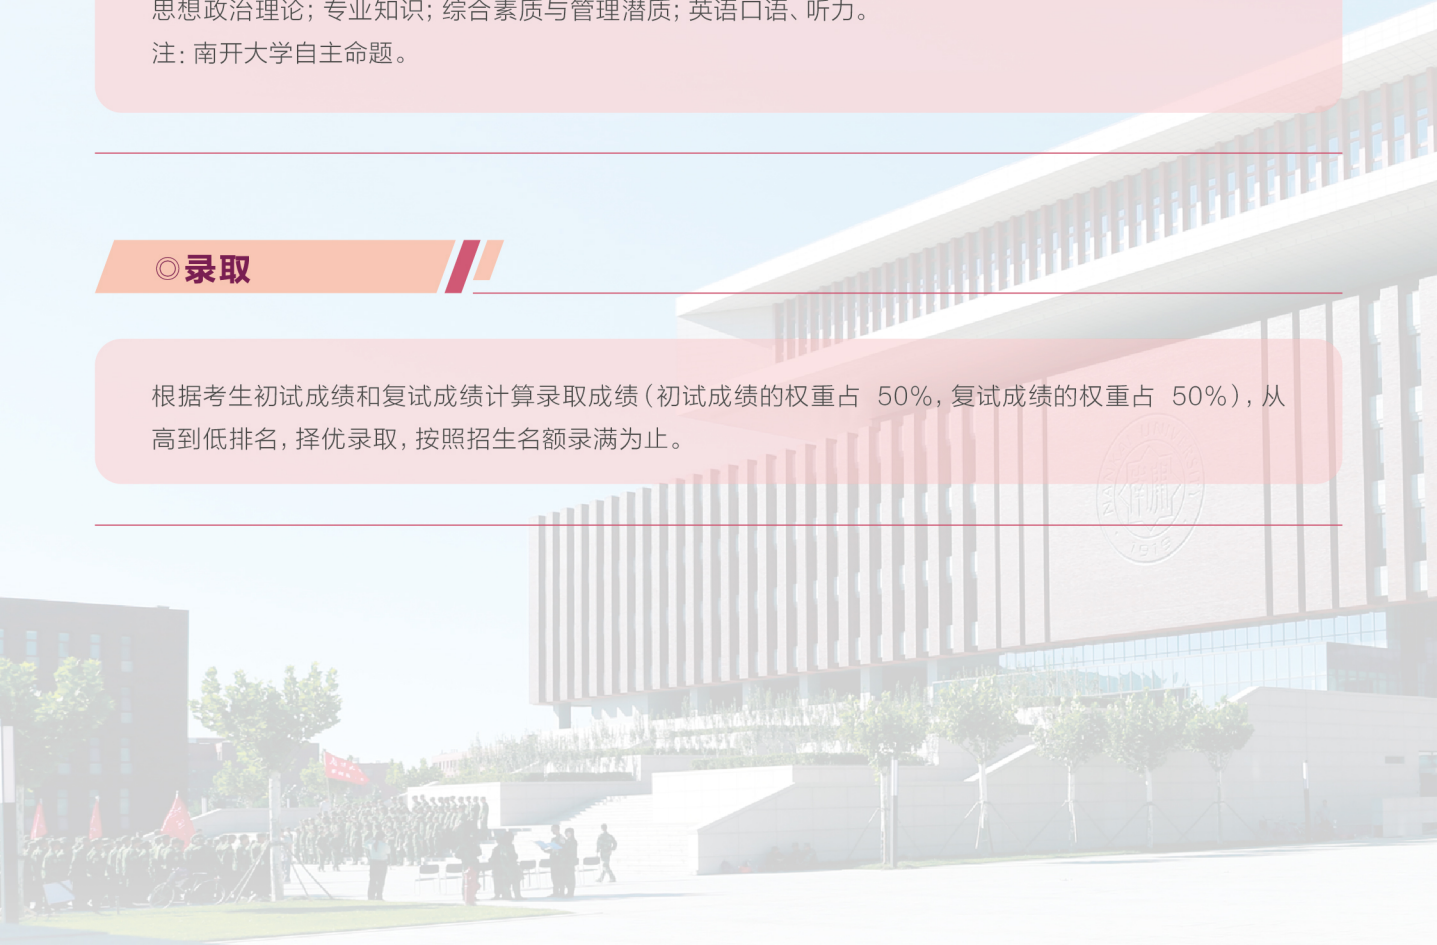 思想政治理论；专业知识；综合素质与管理潜质；英语口语、听力。
注：南开大学自主命题。
◎录取
根据考生初试成绩和复试成绩计算录取成绩（初试成绩的权重占 50%，复试成绩的权重占 50%），从
高到低排名，择优录取，按照招生名额录满为止。
1919